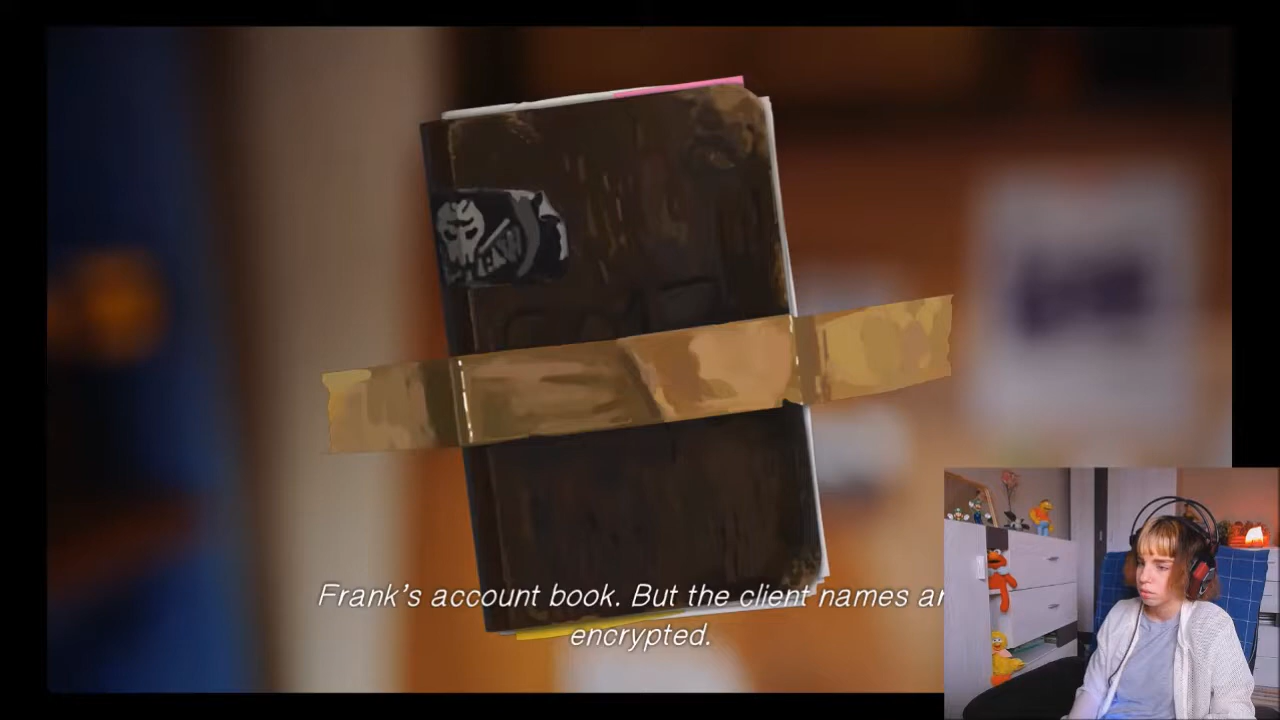 Frank's account book. But the client names ar
encrypted.